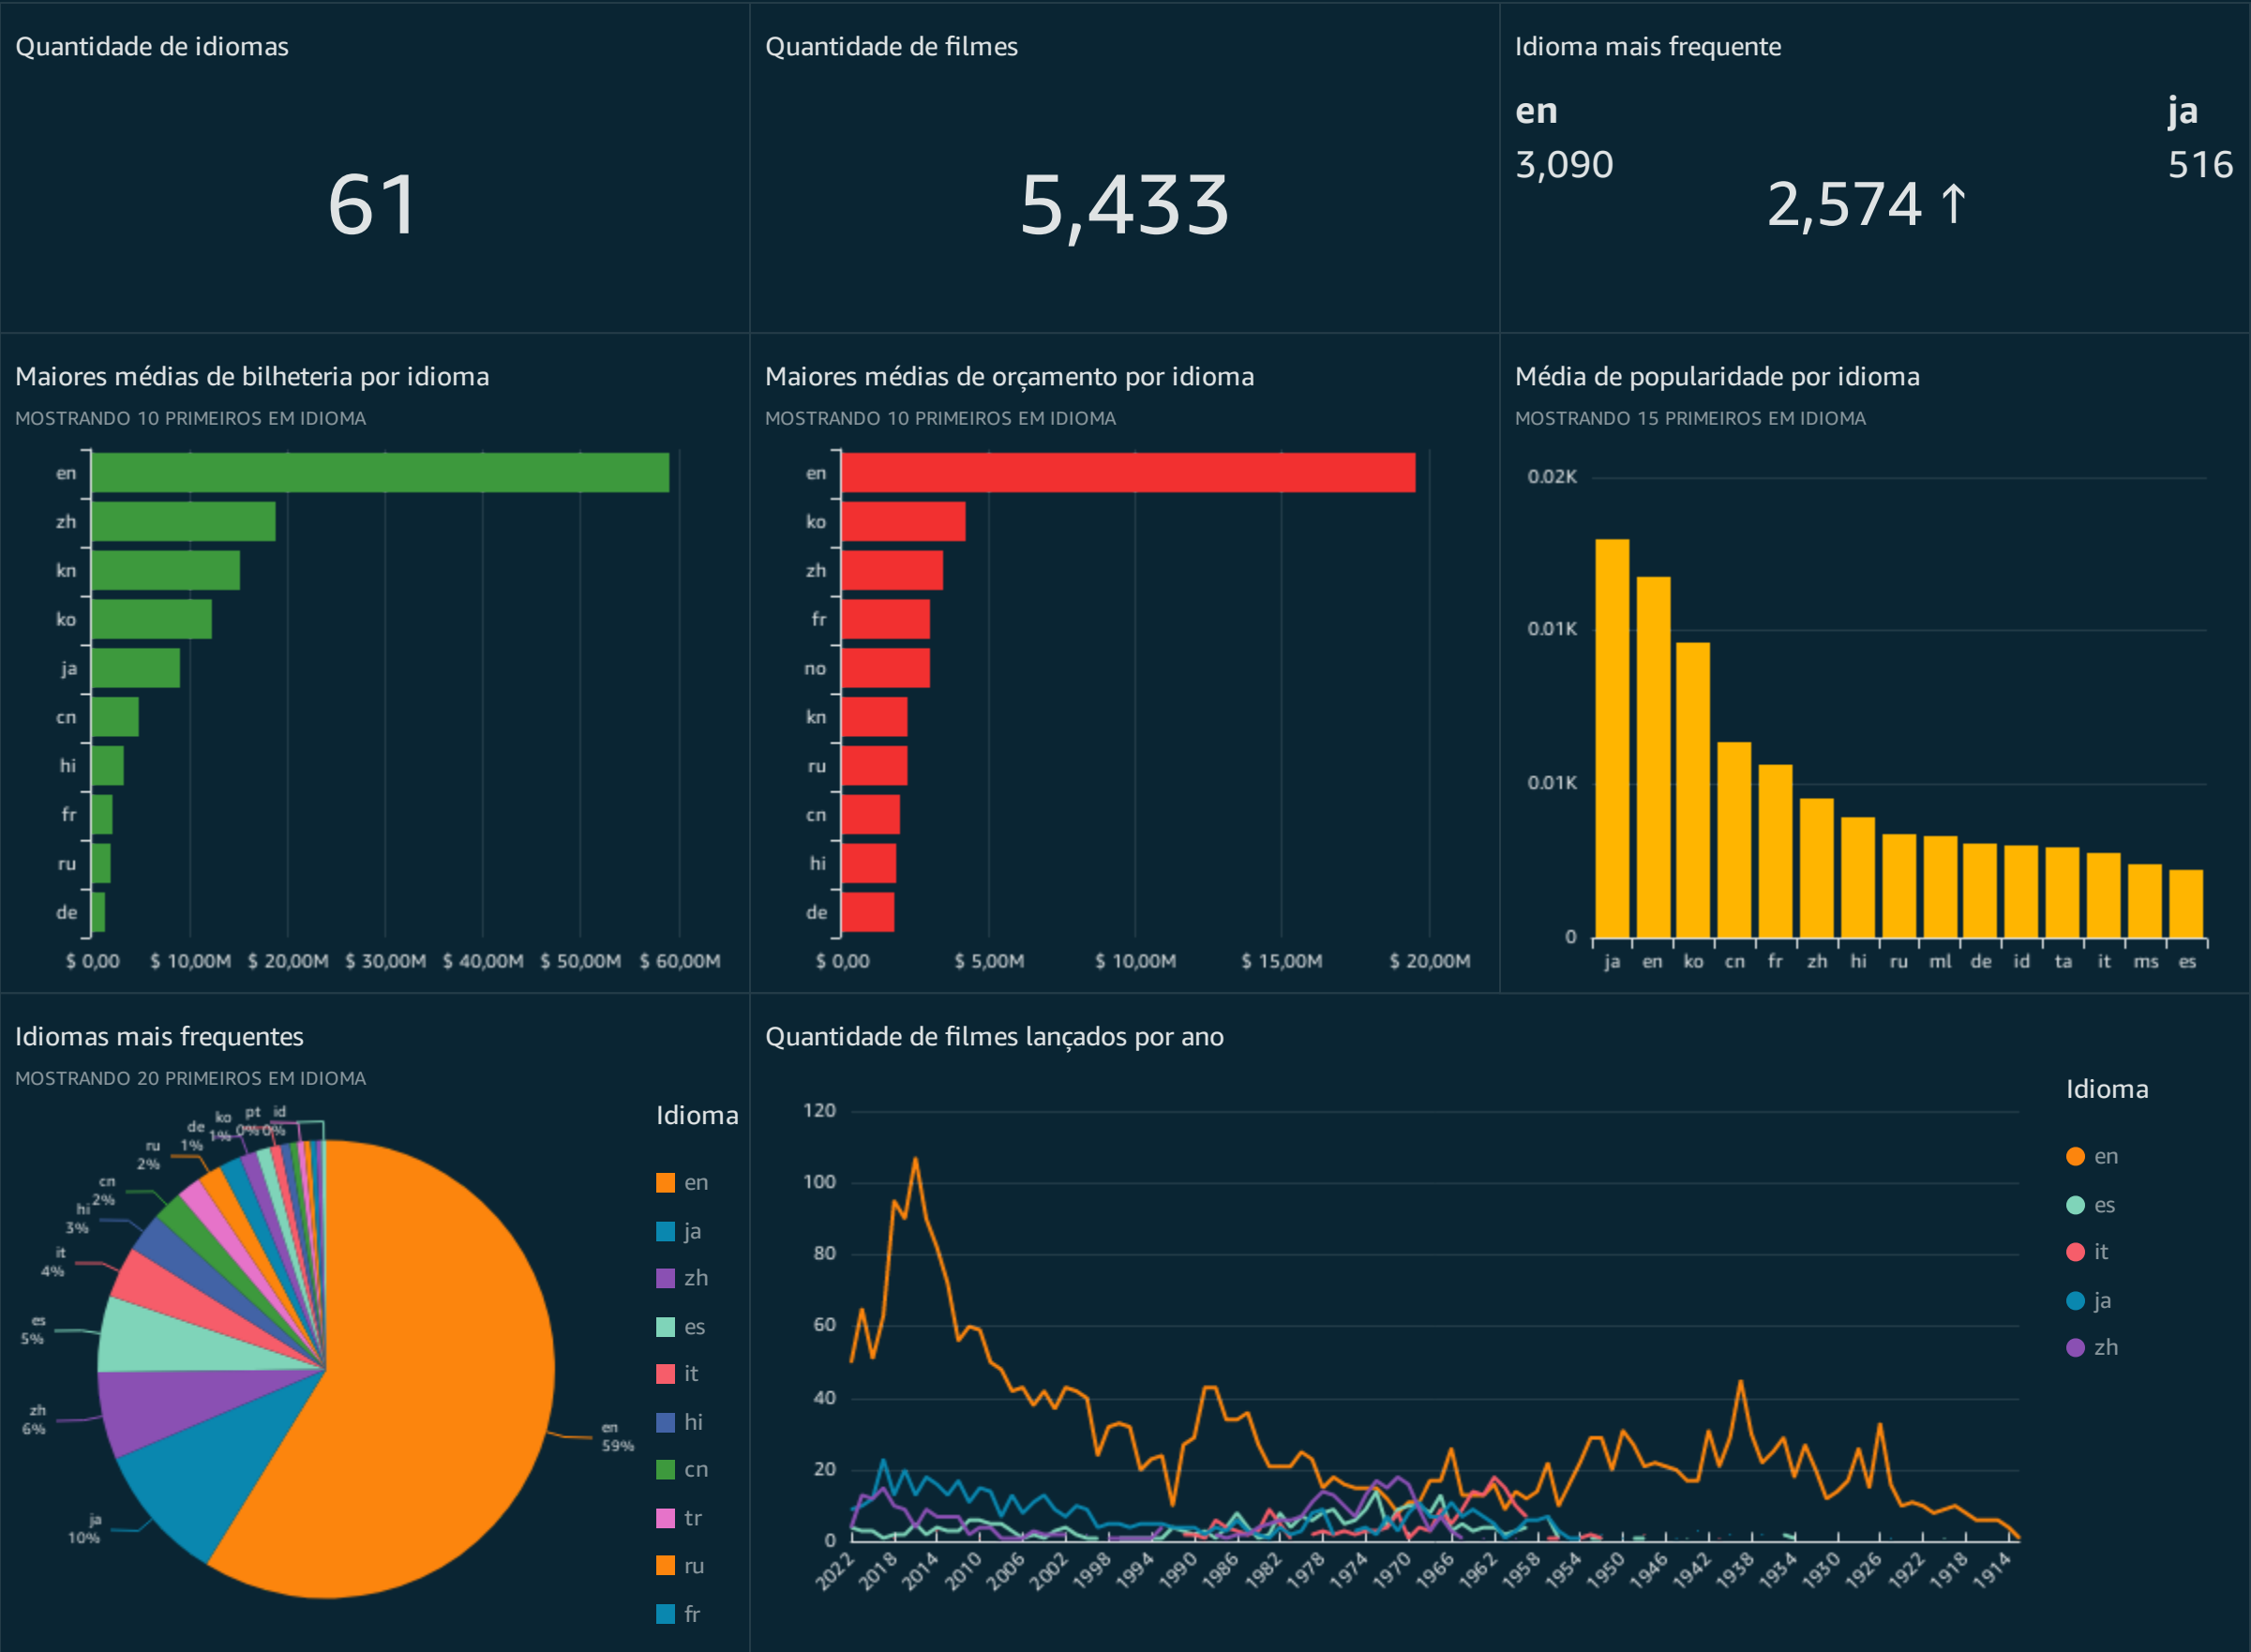 Quantidade de idiomas
61
Quantidade de filmes
5,433
Idioma mais frequente
en
3,090
2,574 ↑
ja
516
Maiores médias de bilheteria por idioma
MOSTRANDO 10 PRIMEIROS EM IDIOMA
en
zh
kn
ko
ja
cn
hi
fr
ru
de
$ 0,00 $ 10,00M $ 20,00M $ 30,00M $ 40,00M $ 50,00M $ 60,00M
Maiores médias de orçamento por idioma
MOSTRANDO 10 PRIMEIROS EM IDIOMA
en
ko
zh
fr
no
kn
ru
cn
hi
de
$ 0,00 $ 5,00M $ 10,00M $ 15,00M $ 20,00M
Média de popularidade por idioma
MOSTRANDO 15 PRIMEIROS EM IDIOMA
0.02K
0.01K
0.01K
0
ja en ko cn fr zh hi ru ml de id ta it ms es
Idiomas mais frequentes
MOSTRANDO 20 PRIMEIROS EM IDIOMA
id
0%
pt
0%
ko
1%
de
1%
ru
2%
cn
2%
hi
3%
it
4%
es
5%
zh
6%
ja
10%
en
59%
Idioma
en
ja
zh
es
it
hi
cn
tr
ru
fr
Quantidade de filmes lançados por ano
120
100
80
60
40
20
0
2022 2018 2014 2010 2006 2002 1998 1994 1990 1986 1982 1978 1974 1970 1966 1962 1958 1954 1950 1946 1942 1938 1934 1930 1926 1922 1918 1914
Idioma
en
es
it
ja
zh